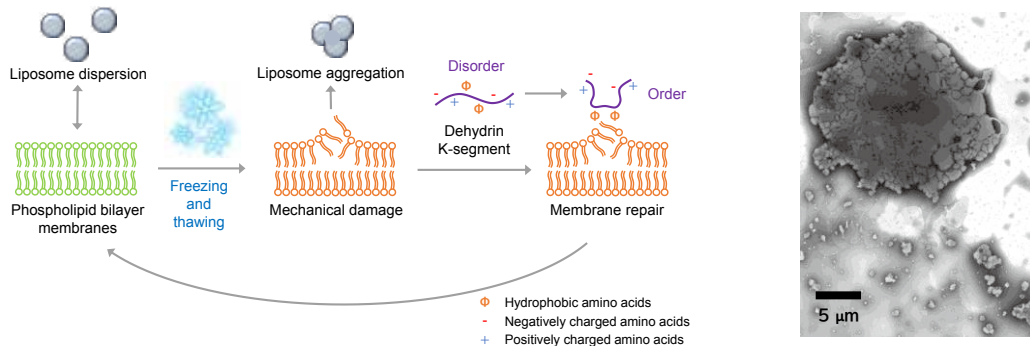 Liposome dispersion
Liposome aggregation
Disorder
Φ
-
-
+
+
Φ
Dehydrin
K-segment
-
-
+
+
Φ Φ
Order
Freezing
and
thawing
Phospholipid bilayer
membranes
Mechanical damage
Membrane repair
Φ Hydrophobic amino acids
- Negatively charged amino acids
+ Positively charged amino acids
5 µm